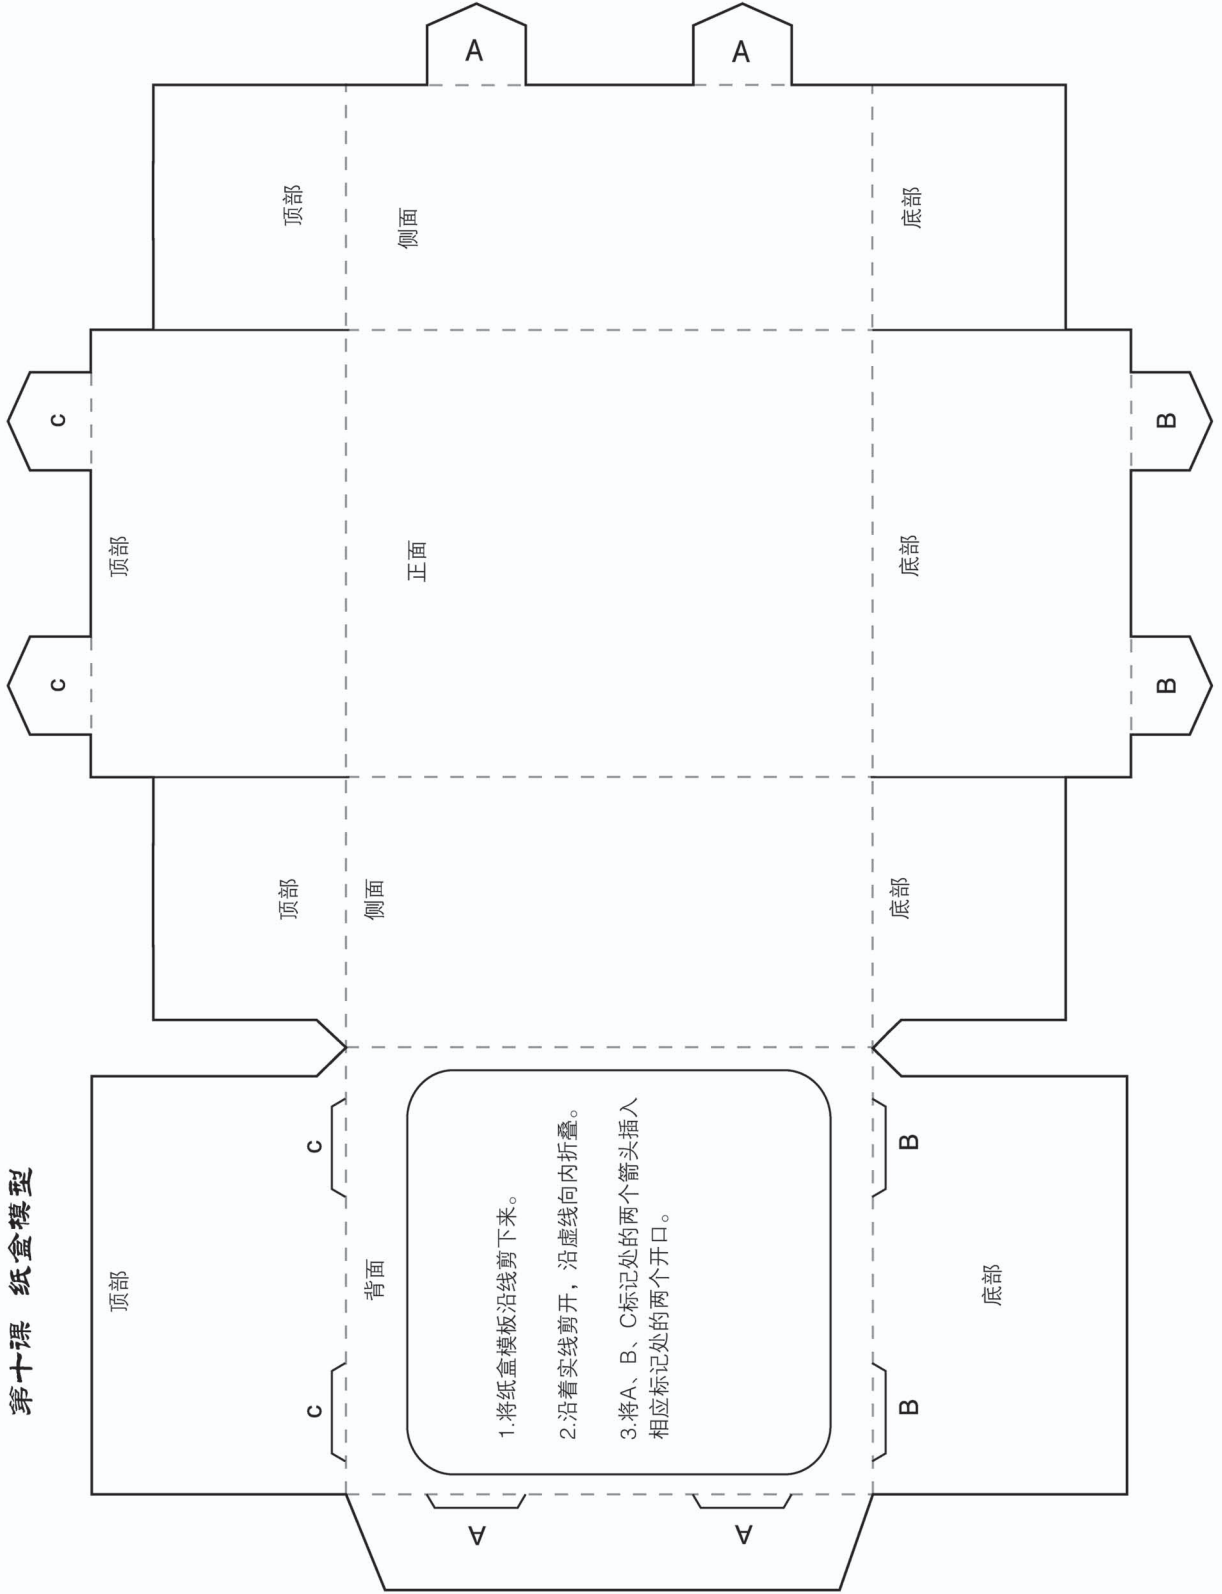 第十课 纸盒模型
c
c
顶部
顶部
顶部
顶部
c
c
背面
侧面
正面
侧面
A
A
1.将纸盒模板沿线剪下来。
2.沿着实线剪开，沿虚线向内折叠。
3.将A、B、C标记处的两个箭头插入
相应标记处的两个开口。
A
A
B
B
底部
底部
底部
底部
B
B